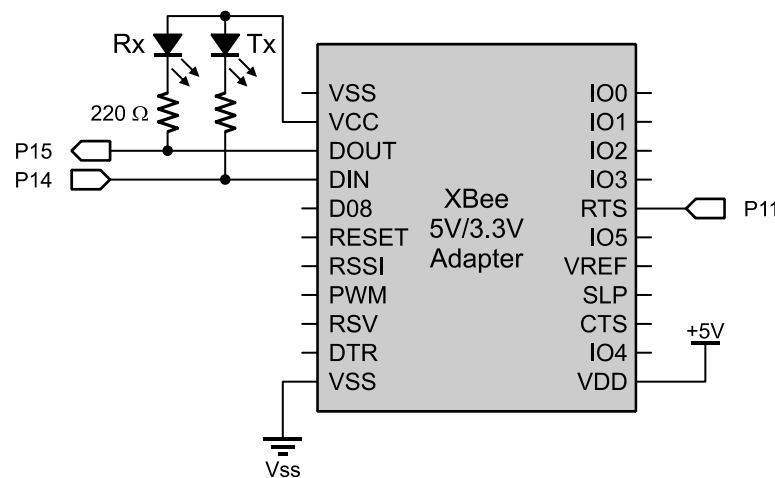 Rx
Tx
220 Ω
P15
P14
VSS
VCC
DOUT
DIN
D08
RESET
RSSI
PWM
RSV
DTR
VSS
XBee
5V/3.3V
Adapter
IO0
IO1
IO2
IO3
RTS
IO5
VREF
SLP
CTS
IO4
VDD
P11
+5V
Vss